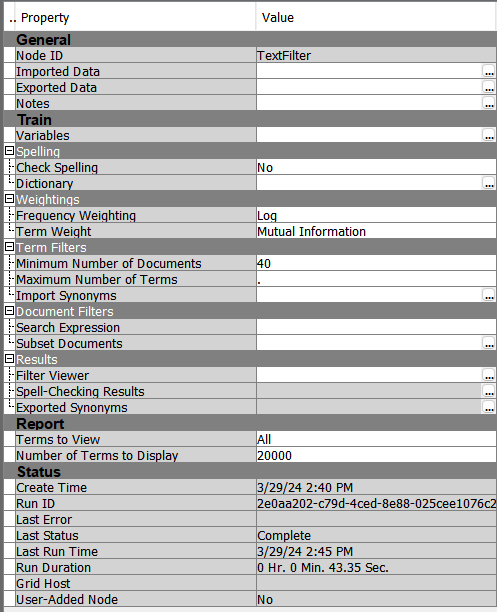 .. Property Value
General
Node ID TextFilter
Imported Data ...
Exported Data ...
Notes ...
Train
Variables ...
Spelling
Check Spelling No
Dictionary ...
Weightings
Frequency Weighting Log
Term Weight Mutual Information
Term Filters
Minimum Number of Documents 40
Maximum Number of Terms .
Import Synonyms ...
Document Filters
Search Expression
Subset Documents ...
Results
Filter Viewer ...
Spell-Checking Results ...
Exported Synonyms ...
Report
Terms to View All
Number of Terms to Display 20000
Status
Create Time 3/29/24 2:40 PM
Run ID 2e0aa202-c79d-4ced-8e88-025cee1076c2
Last Error
Last Status Complete
Last Run Time 3/29/24 2:45 PM
Run Duration 0 Hr. 0 Min. 43.35 Sec.
Grid Host
User-Added Node No